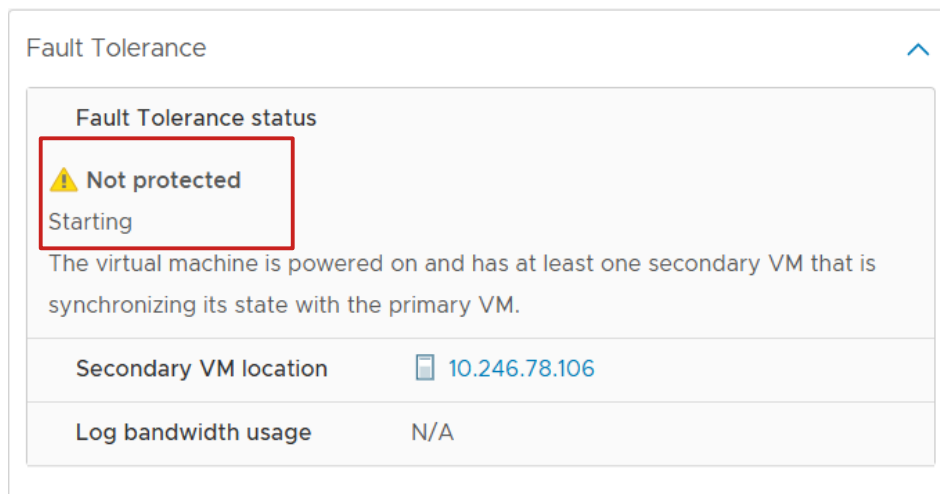 Fault Tolerance
Fault Tolerance status
Not protected
Starting
The virtual machine is powered on and has at least one secondary VM that is
synchronizing its state with the primary VM.
Secondary VM location 10.246.78.106
Log bandwidth usage N/A